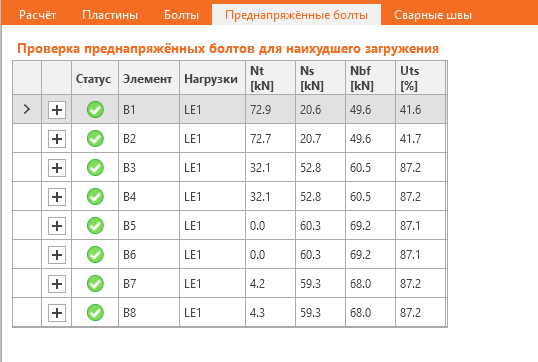 Расчёт Пластины Болты Преднапряжённые болты Сварные швы
Проверка преднапряжённых болтов для наихудшего загружения
Статус Элемент Нагрузки Nt [kN] Ns [kN] Nbf [kN] Uts [%]
B1 LE1 72.9 20.6 49.6 41.6
B2 LE1 72.7 20.7 49.6 41.7
B3 LE1 32.1 52.8 60.5 87.2
B4 LE1 32.1 52.8 60.5 87.2
B5 LE1 0.0 60.3 69.2 87.1
B6 LE1 0.0 60.3 69.2 87.1
B7 LE1 4.2 59.3 68.0 87.2
B8 LE1 4.3 59.3 68.0 87.2